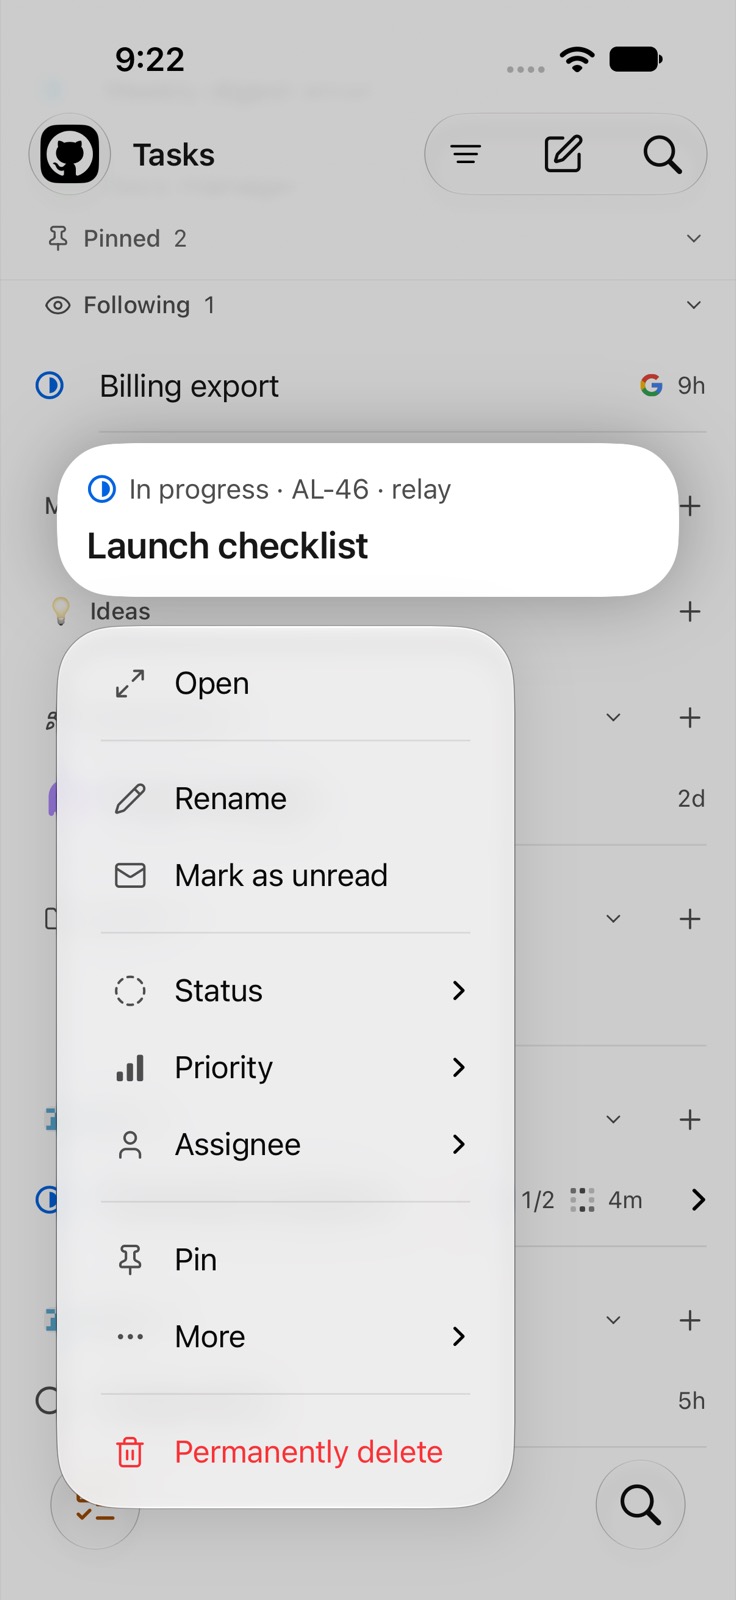 9:22
Tasks
Pinned 2
Following 1
Billing export 9h
In progress · AL-46 · relay
Launch checklist
Ideas
Open
Rename
2d
Mark as unread
Status
Priority
Assignee
1/2 4m
Pin
More
5h
Permanently delete